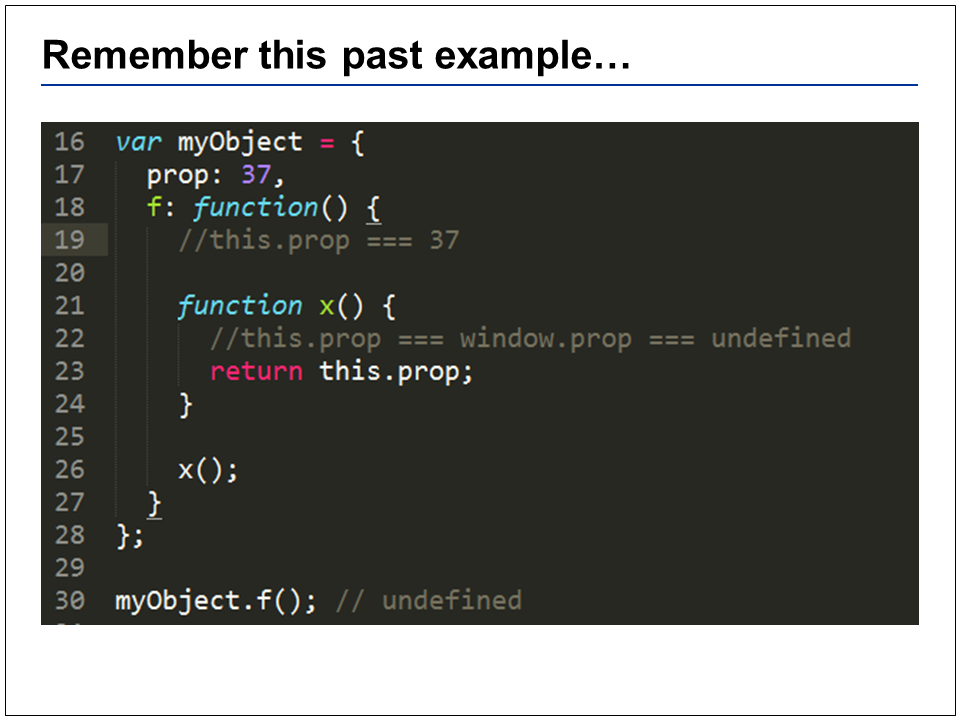 Remember this past example…
16 var myObject = {
17 prop: 37,
18 f: function() {
19 //this.prop === 37
20
21 function x() {
22 //this.prop === window.prop === undefined
23 return this.prop;
24 }
25
26 x();
27 }
28 };
29
30 myObject.f(); // undefined